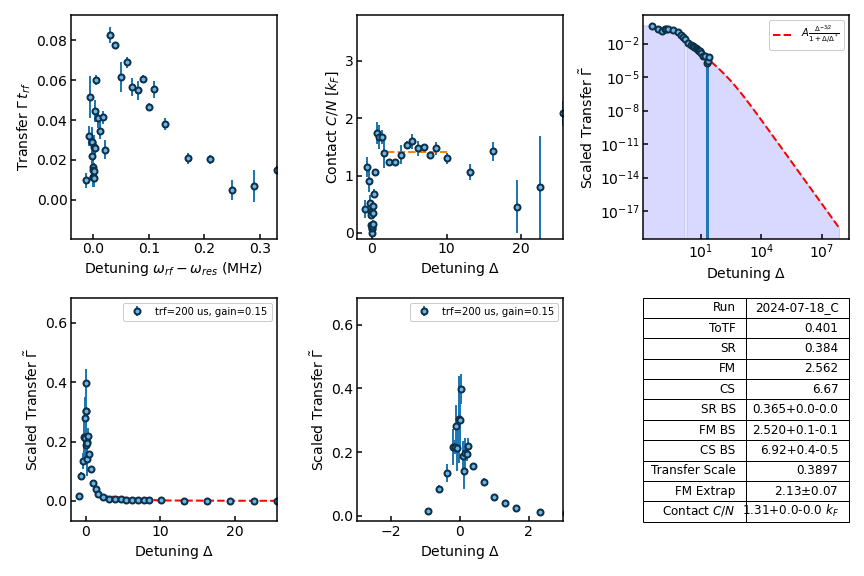 0.08
0.06
0.04
0.02
0.00
0.0
0.1
0.2
0.3
Transfer Γ t_rf
Detuning ω_rf − ω_res (MHz)
3
2
1
0
0
10
20
Contact C/N [k_F]
Detuning Δ
10^−2
10^−5
10^−8
10^−11
10^−14
10^−17
10^1
10^4
10^7
Scaled Transfer Γ̃
Detuning Δ
0.6
0.4
0.2
0.0
0
10
20
Scaled Transfer Γ̃
Detuning Δ
trf=200 us, gain=0.15
0.6
0.4
0.2
0.0
−2
0
2
Scaled Transfer Γ̃
Detuning Δ
trf=200 us, gain=0.15
Run 2024-07-18_C
ToTF 0.401
SR 0.384
FM 2.562
CS 6.67
SR BS 0.365+0.0-0.0
FM BS 2.520+0.1-0.1
CS BS 6.92+0.4-0.5
Transfer Scale 0.3897
FM Extrap 2.13±0.07
Contact C/N 1.31+0.0-0.0 k_F